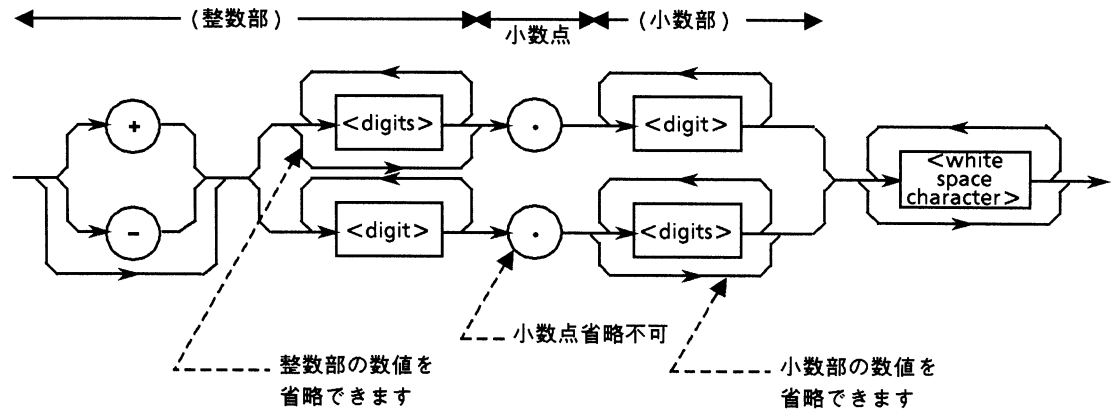 (整数部)
小数点
(小数部)
+
<digits>
.
<digit>
<white
space
character>
−
<digit>
.
<digits>
小数点省略不可
整数部の数値を
省略できます
小数部の数値を
省略できます